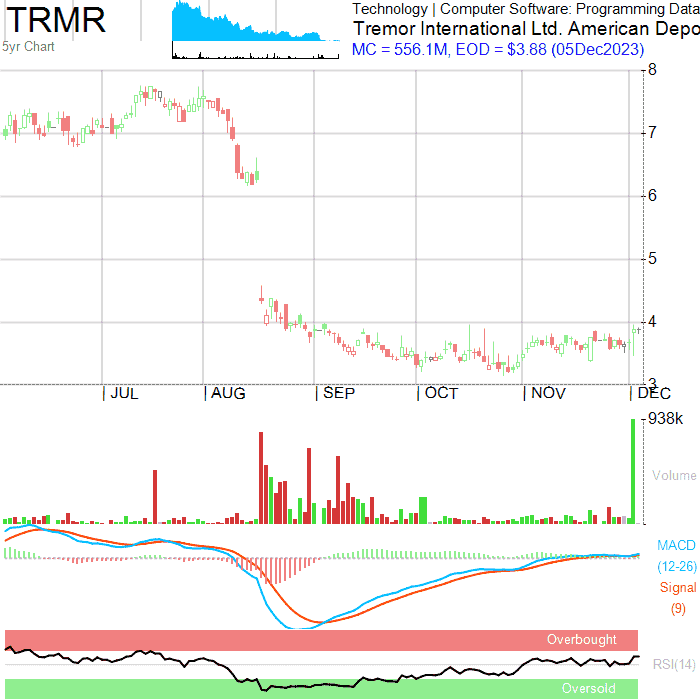 TRMR
5yr Chart
Technology | Computer Software: Programming Data
Tremor International Ltd. American Depo
MC = 556.1M, EOD = $3.88 (05Dec2023)
8
7
6
5
4
3
| JUL | AUG | SEP | OCT | NOV | DEC
938k
Volume
MACD
(12-26)
Signal
(9)
Overbought
RSI(14)
Oversold